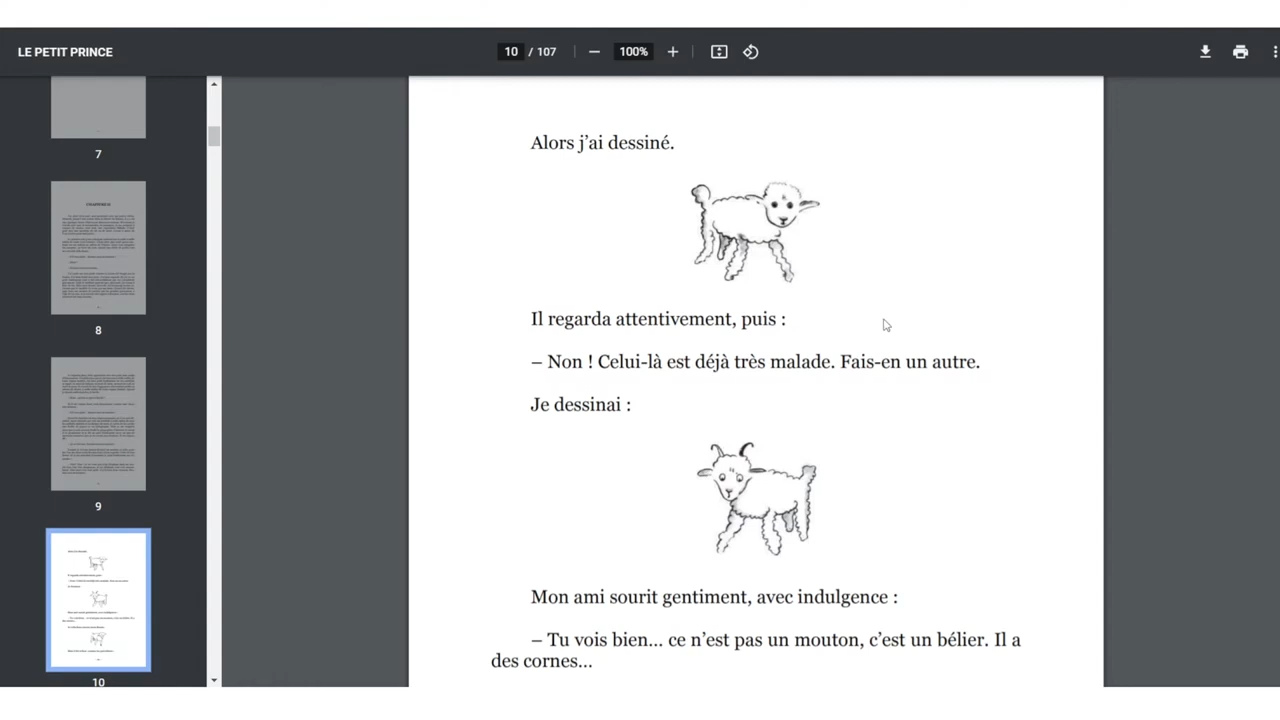 LE PETIT PRINCE
10 / 107
100%
7
8
9
10
Alors j'ai dessiné.
Il regarda attentivement, puis :
– Non ! Celui-là est déjà très malade. Fais-en un autre.
Je dessinai :
Mon ami sourit gentiment, avec indulgence :
– Tu vois bien... ce n'est pas un mouton, c'est un bélier. Il a
des cornes...